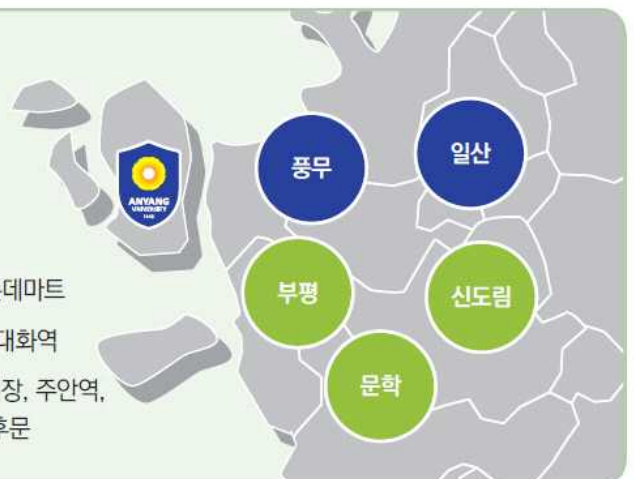 풍무
일산
ANYANG
UNIVERSITY
부평
신도림
문학
데마트
대화역
장, 주안역,
후문